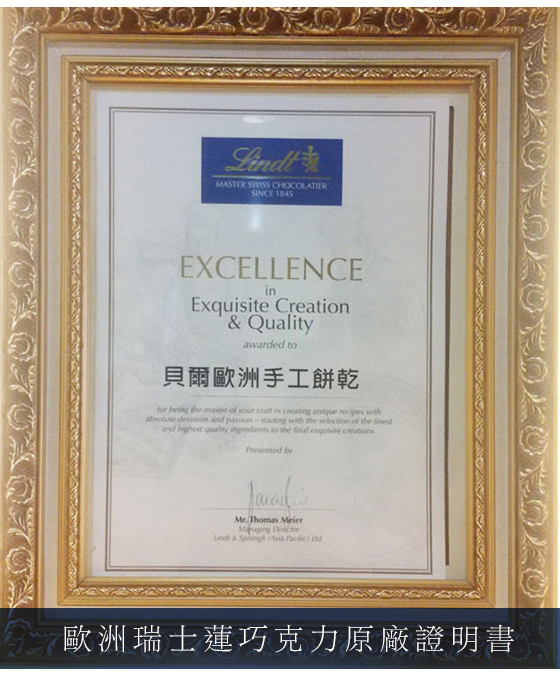 Lindt
MASTER SWISS CHOCOLATIER
SINCE 1845
EXCELLENCE
in
Exquisite Creation
& Quality
awarded to
貝爾歐洲手工餅乾
for being the master of your craft in creating unique recipes with
absolute devotion and passion – starting with the selection of the finest
and highest quality ingredients to the final exquisite creations.
Presented by
Mr. Thomas Meier
Managing Director
Lindt & Sprüngli (Asia Pacific) Ltd.
歐洲瑞士蓮巧克力原廠證明書